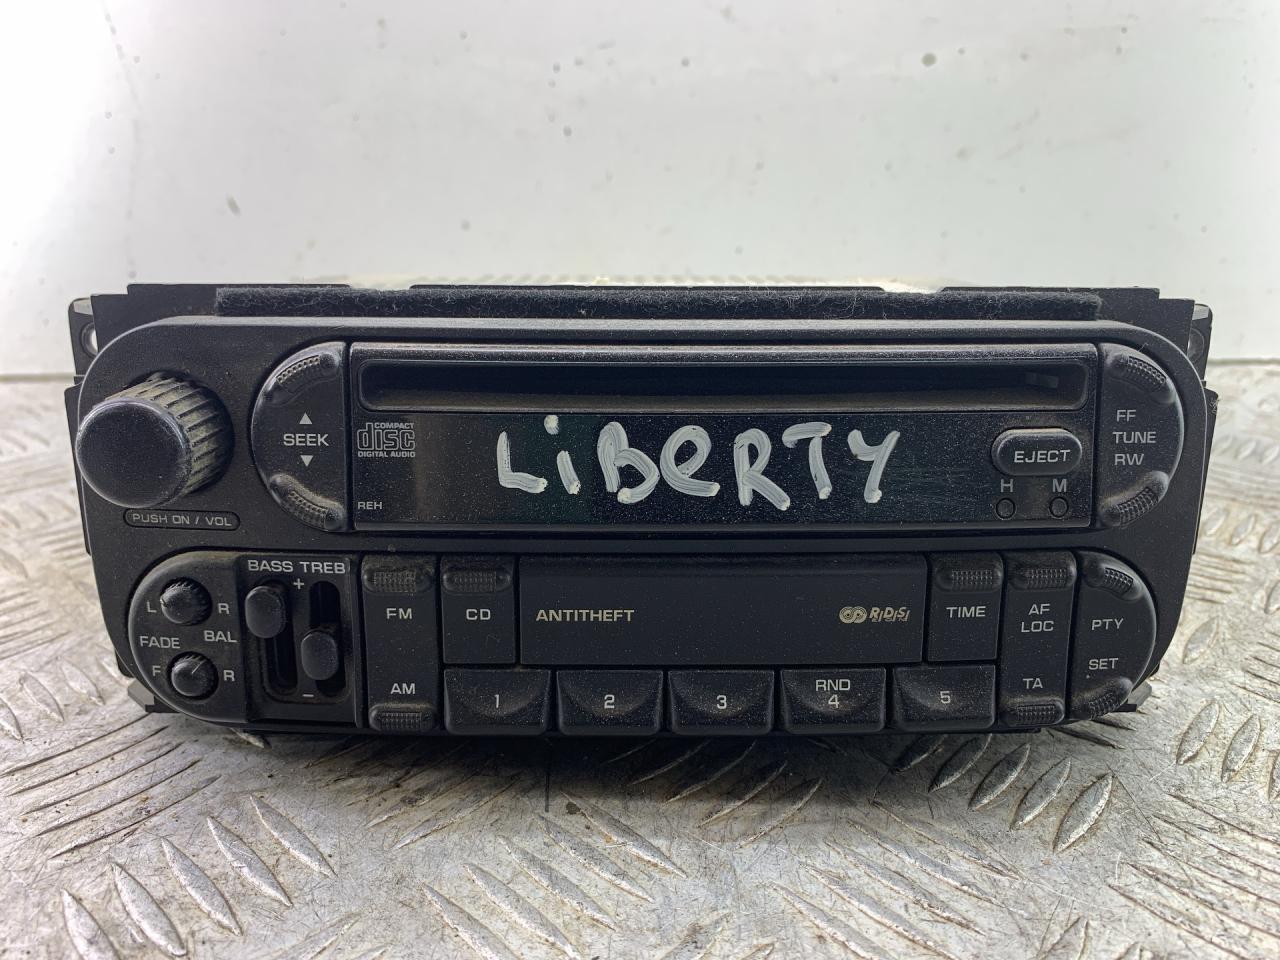 COMPACT
disc
DIGITAL AUDIO
LiBeRTY
SEEK
EJECT
H M
REH
FF
TUNE
RW
PUSH ON / VOL
BASS TREB
+
−
L R
FADE BAL
F R
FM
AM
CD
ANTITHEFT
R.D.S.
TIME
AF
LOC
TA
PTY
SET
1
2
3
RND
4
5